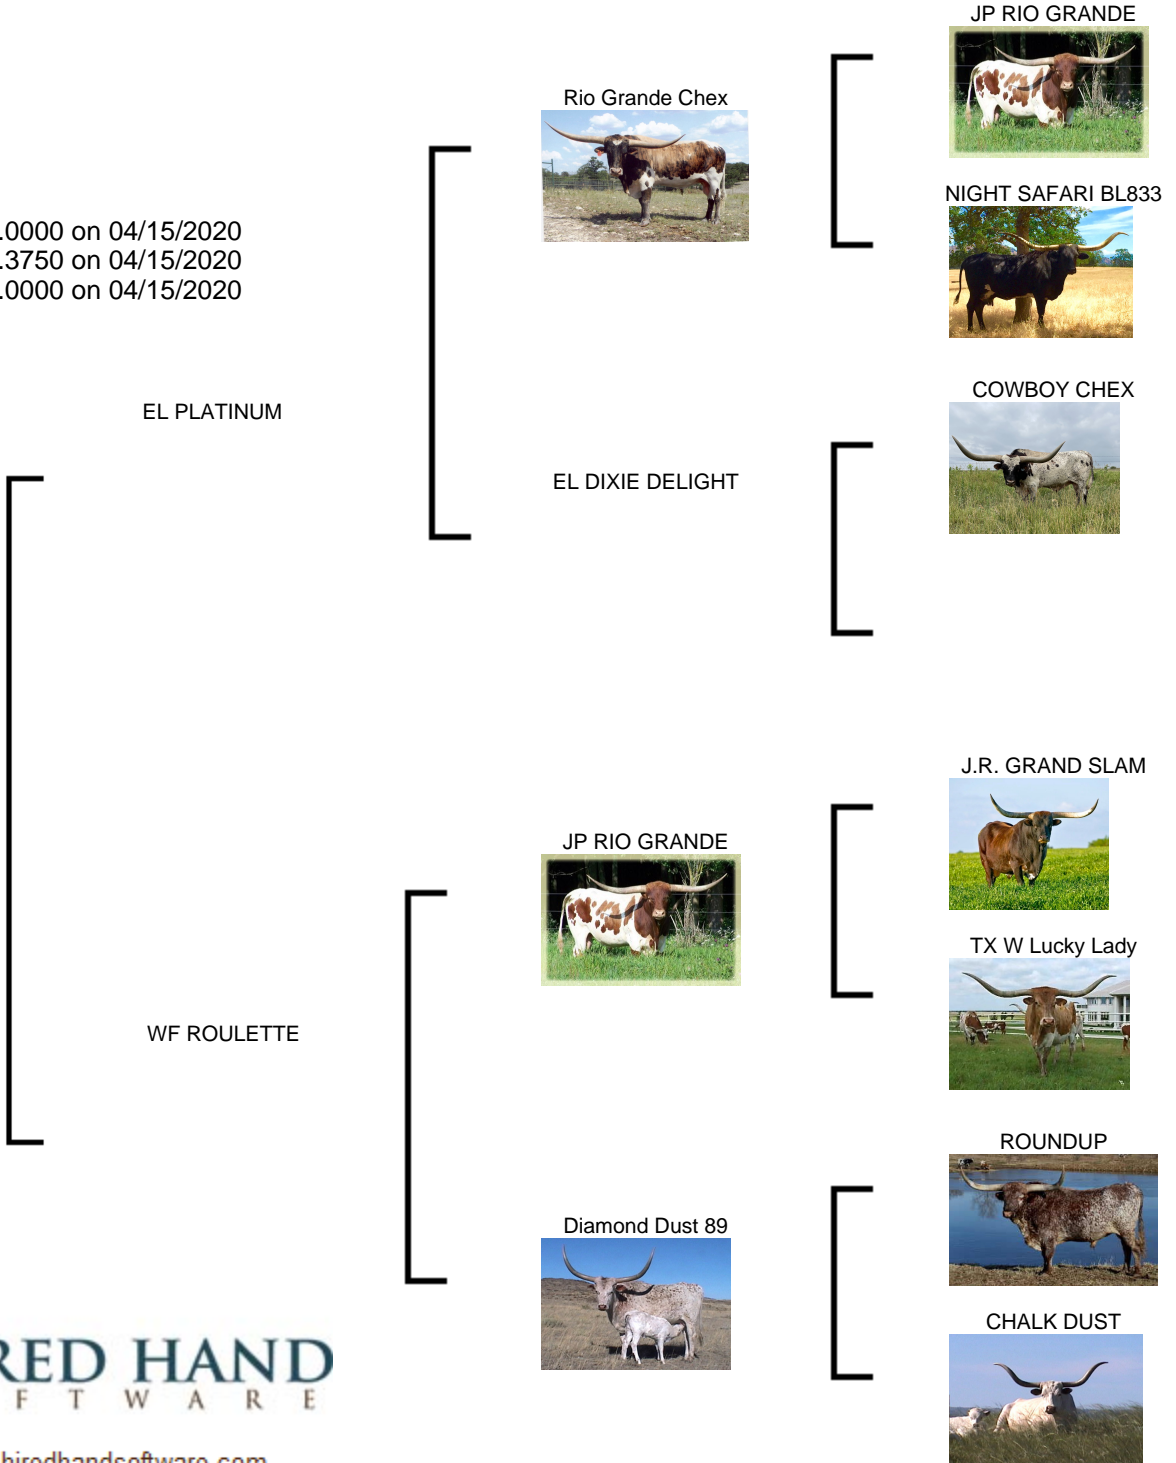 JP RIO GRANDE
Rio Grande Chex
NIGHT SAFARI BL833
.0000 on 04/15/2020
.3750 on 04/15/2020
.0000 on 04/15/2020
COWBOY CHEX
EL PLATINUM
EL DIXIE DELIGHT
J.R. GRAND SLAM
JP RIO GRANDE
TX W Lucky Lady
WF ROULETTE
ROUNDUP
Diamond Dust 89
CHALK DUST
RED HAND
F T W A R E
hiredhandsoftware.com